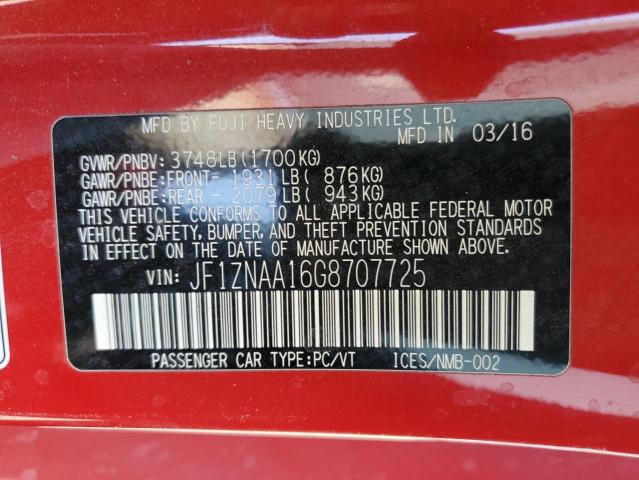 MFD BY FUJI HEAVY INDUSTRIES LTD.
MFD IN 03/16
GVWR/PNBV: 3748LB(1700KG)
GAWR/PNBE:FRONT- 1931LB( 876KG)
GAWR/PNBE:REAR - 2079LB( 943KG)
THIS VEHICLE CONFORMS TO ALL APPLICABLE FEDERAL MOTOR
VEHICLE SAFETY, BUMPER, AND THEFT PREVENTION STANDARDS
IN EFFECT ON THE DATE OF MANUFACTURE SHOWN ABOVE.
VIN: JF1ZNAA16G8707725
PASSENGER CAR TYPE:PC/VT ICES/NMB-002